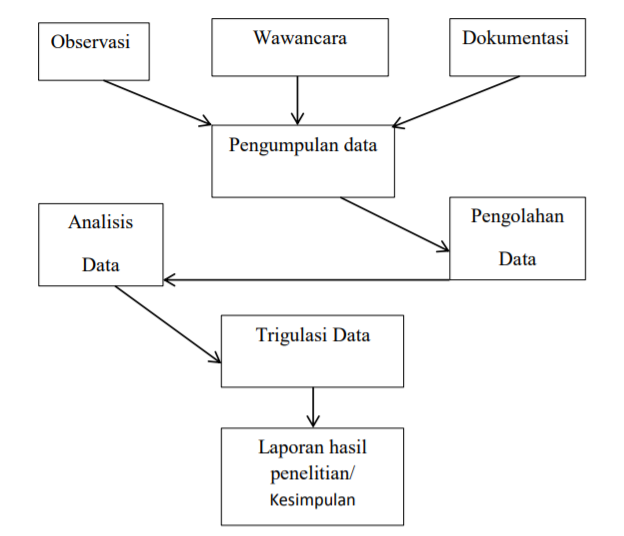 Observasi
Wawancara
Dokumentasi
Pengumpulan data
Analisis
Data
Pengolahan
Data
Trigulasi Data
Laporan hasil
penelitian/
Kesimpulan